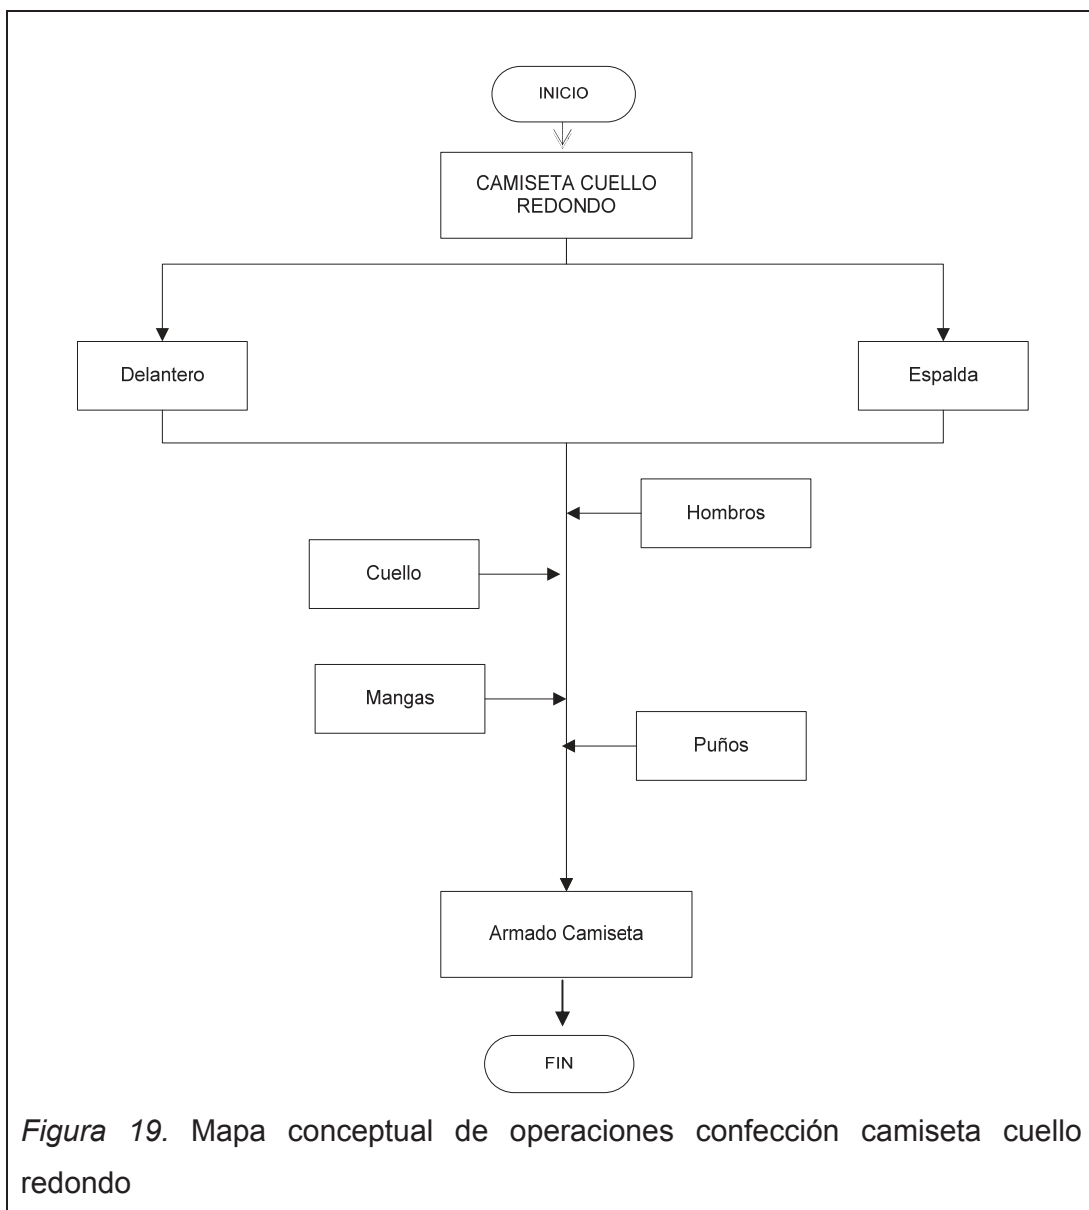 INICIO
CAMISETA CUELLO
REDONDO
Delantero
Espalda
Hombros
Cuello
Mangas
Puños
Armado Camiseta
FIN
Figura 19. Mapa conceptual de operaciones confección camiseta cuello
redondo